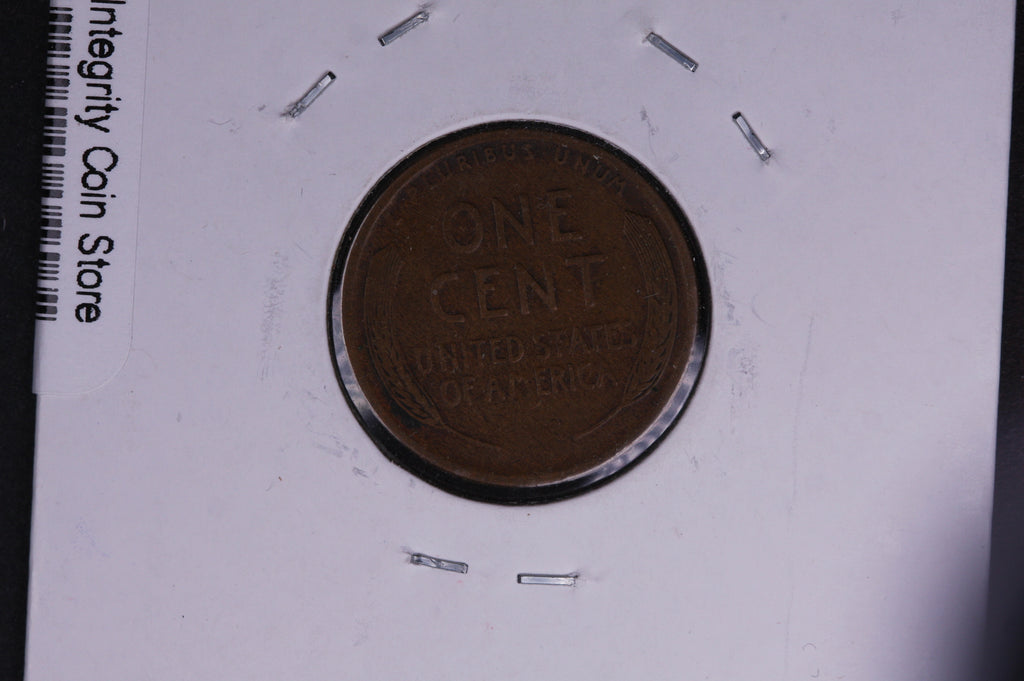 Integrity Coin Store
PLURIBUS UNUM
ONE
CENT
UNITED STATES
OF AMERICA